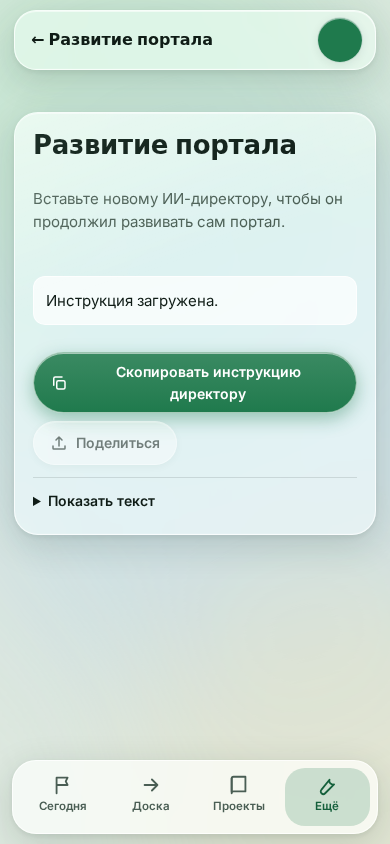 ← Развитие портала
Развитие портала
Вставьте новому ИИ-директору, чтобы он
продолжил развивать сам портал.
Инструкция загружена.
Скопировать инструкцию
директору
Поделиться
▶ Показать текст
Сегодня
Доска
Проекты
Ещё